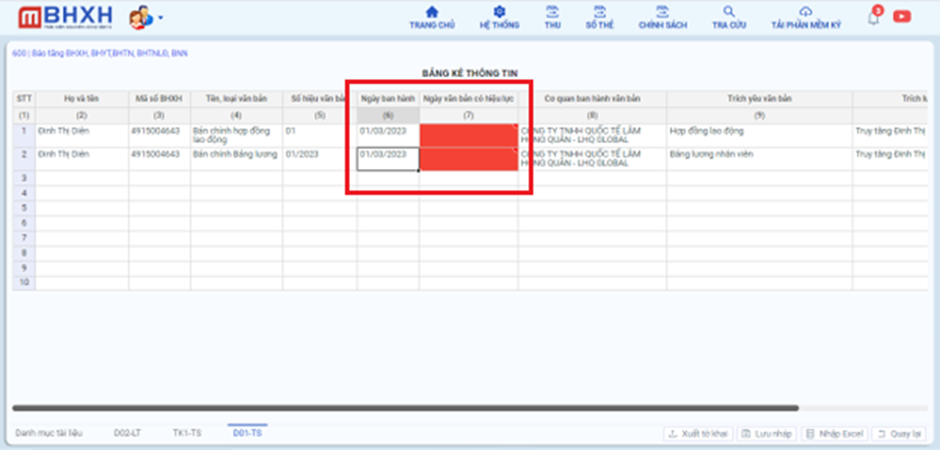 mBHXH
TRANG CHỦ
HỆ THỐNG
THU
SỔ THẺ
CHÍNH SÁCH
TRA CỨU
TẢI PHẦN MỀM KÝ
3
600 | Báo tăng BHXH, BHYT,BHTN, BHTNLĐ, BNN
BẢNG KÊ THÔNG TIN
STT Họ và tên Mã số BHXH Tên, loại văn bản Số hiệu văn bản Ngày ban hành Ngày văn bản có hiệu lực Cơ quan ban hành văn bản Trích yếu văn bản Trích
(1) (2) (3) (4) (5) (6) (7) (8) (9)
1 Đinh Thị Diên 4915004643 Bản chính hợp đồng 01 01/03/2023 CÔNG TY TNHH QUỐC TẾ LÂM Hợp đồng lao động Truy tăng Đinh Thị
lao động HỒNG QUÂN - LHQ GLOBAL
2 Đinh Thị Diên 4915004643 Bản chính Bảng lương 01/2023 01/03/2023 CÔNG TY TNHH QUỐC TẾ LÂM Bảng lương nhân viên Truy tăng Đinh Thị
HỒNG QUÂN - LHQ GLOBAL
3
4
5
6
7
8
9
10
Danh mục tài liệu D02-LT TK1-TS D01-TS Xuất tờ khai Lưu nháp Nhập Excel Quay lại